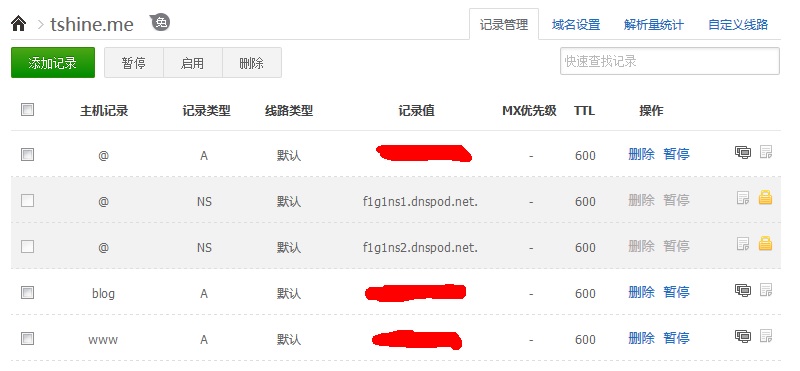 tshine.me 免 记录管理 域名设置 解析量统计 自定义线路
添加记录 暂停 启用 删除 快速查找记录
主机记录 记录类型 线路类型 记录值 MX优先级 TTL 操作
@ A 默认 - 600 删除 暂停
@ NS 默认 f1g1ns1.dnspod.net. - 600 删除 暂停
@ NS 默认 f1g1ns2.dnspod.net. - 600 删除 暂停
blog A 默认 - 600 删除 暂停
www A 默认 - 600 删除 暂停